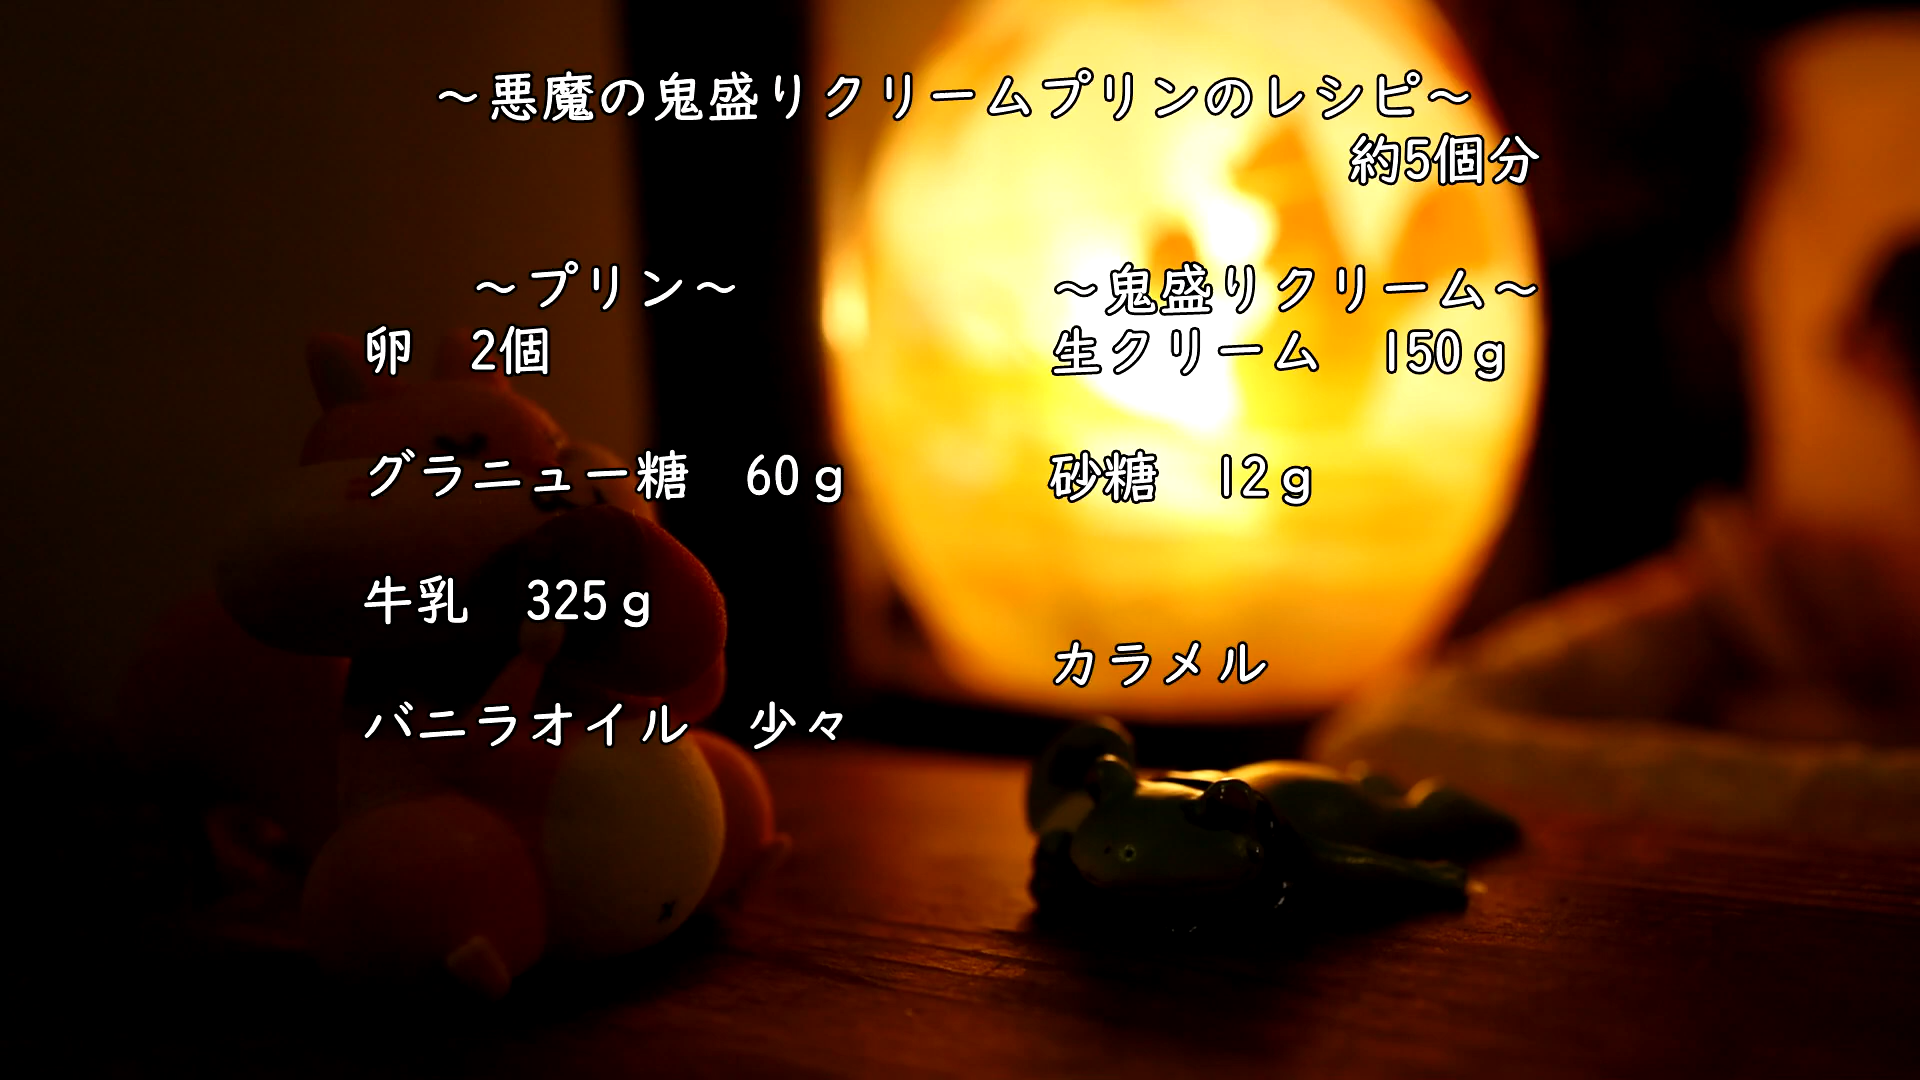 ～悪魔の鬼盛りクリームプリンのレシピ～
約5個分
～プリン～
卵　2個
グラニュー糖　60ｇ
牛乳　325ｇ
バニラオイル　少々
～鬼盛りクリーム～
生クリーム　150ｇ
砂糖　12ｇ
カラメル